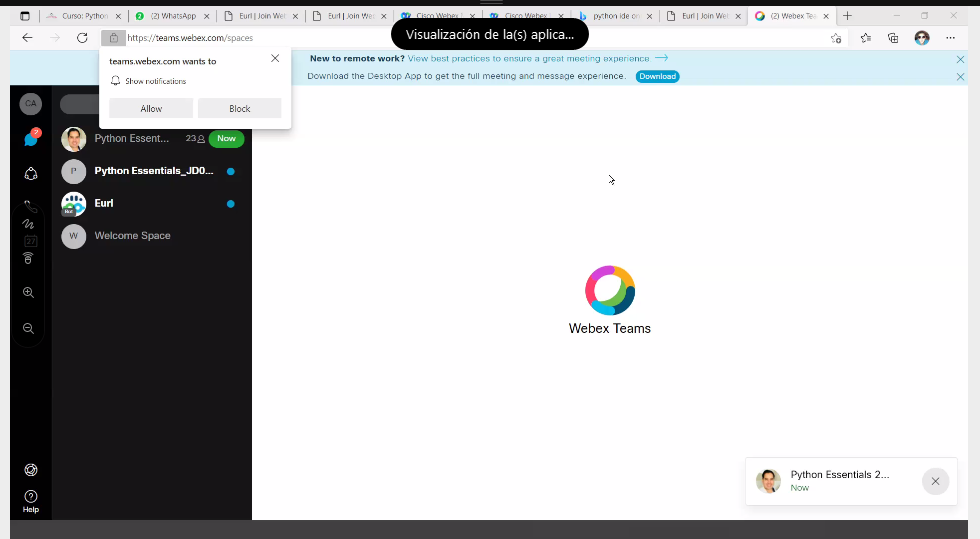 Curso: Python
(2) WhatsApp
Eurl | Join We
Eurl | Join We
Cisco Webex
Cisco Webex
python ide on
Eurl | Join We
(2) Webex Tea
https://teams.webex.com/spaces
Visualización de la(s) aplica...
teams.webex.com wants to
Show notifications
Allow
Block
New to remote work? View best practices to ensure a great meeting experience
Download the Desktop App to get the full meeting and message experience.
Download
CA
2
Python Essent...
23
Now
P
Python Essentials_JD0...
Bot
Eurl
27
W
Welcome Space
Webex Teams
Python Essentials 2...
Now
Help